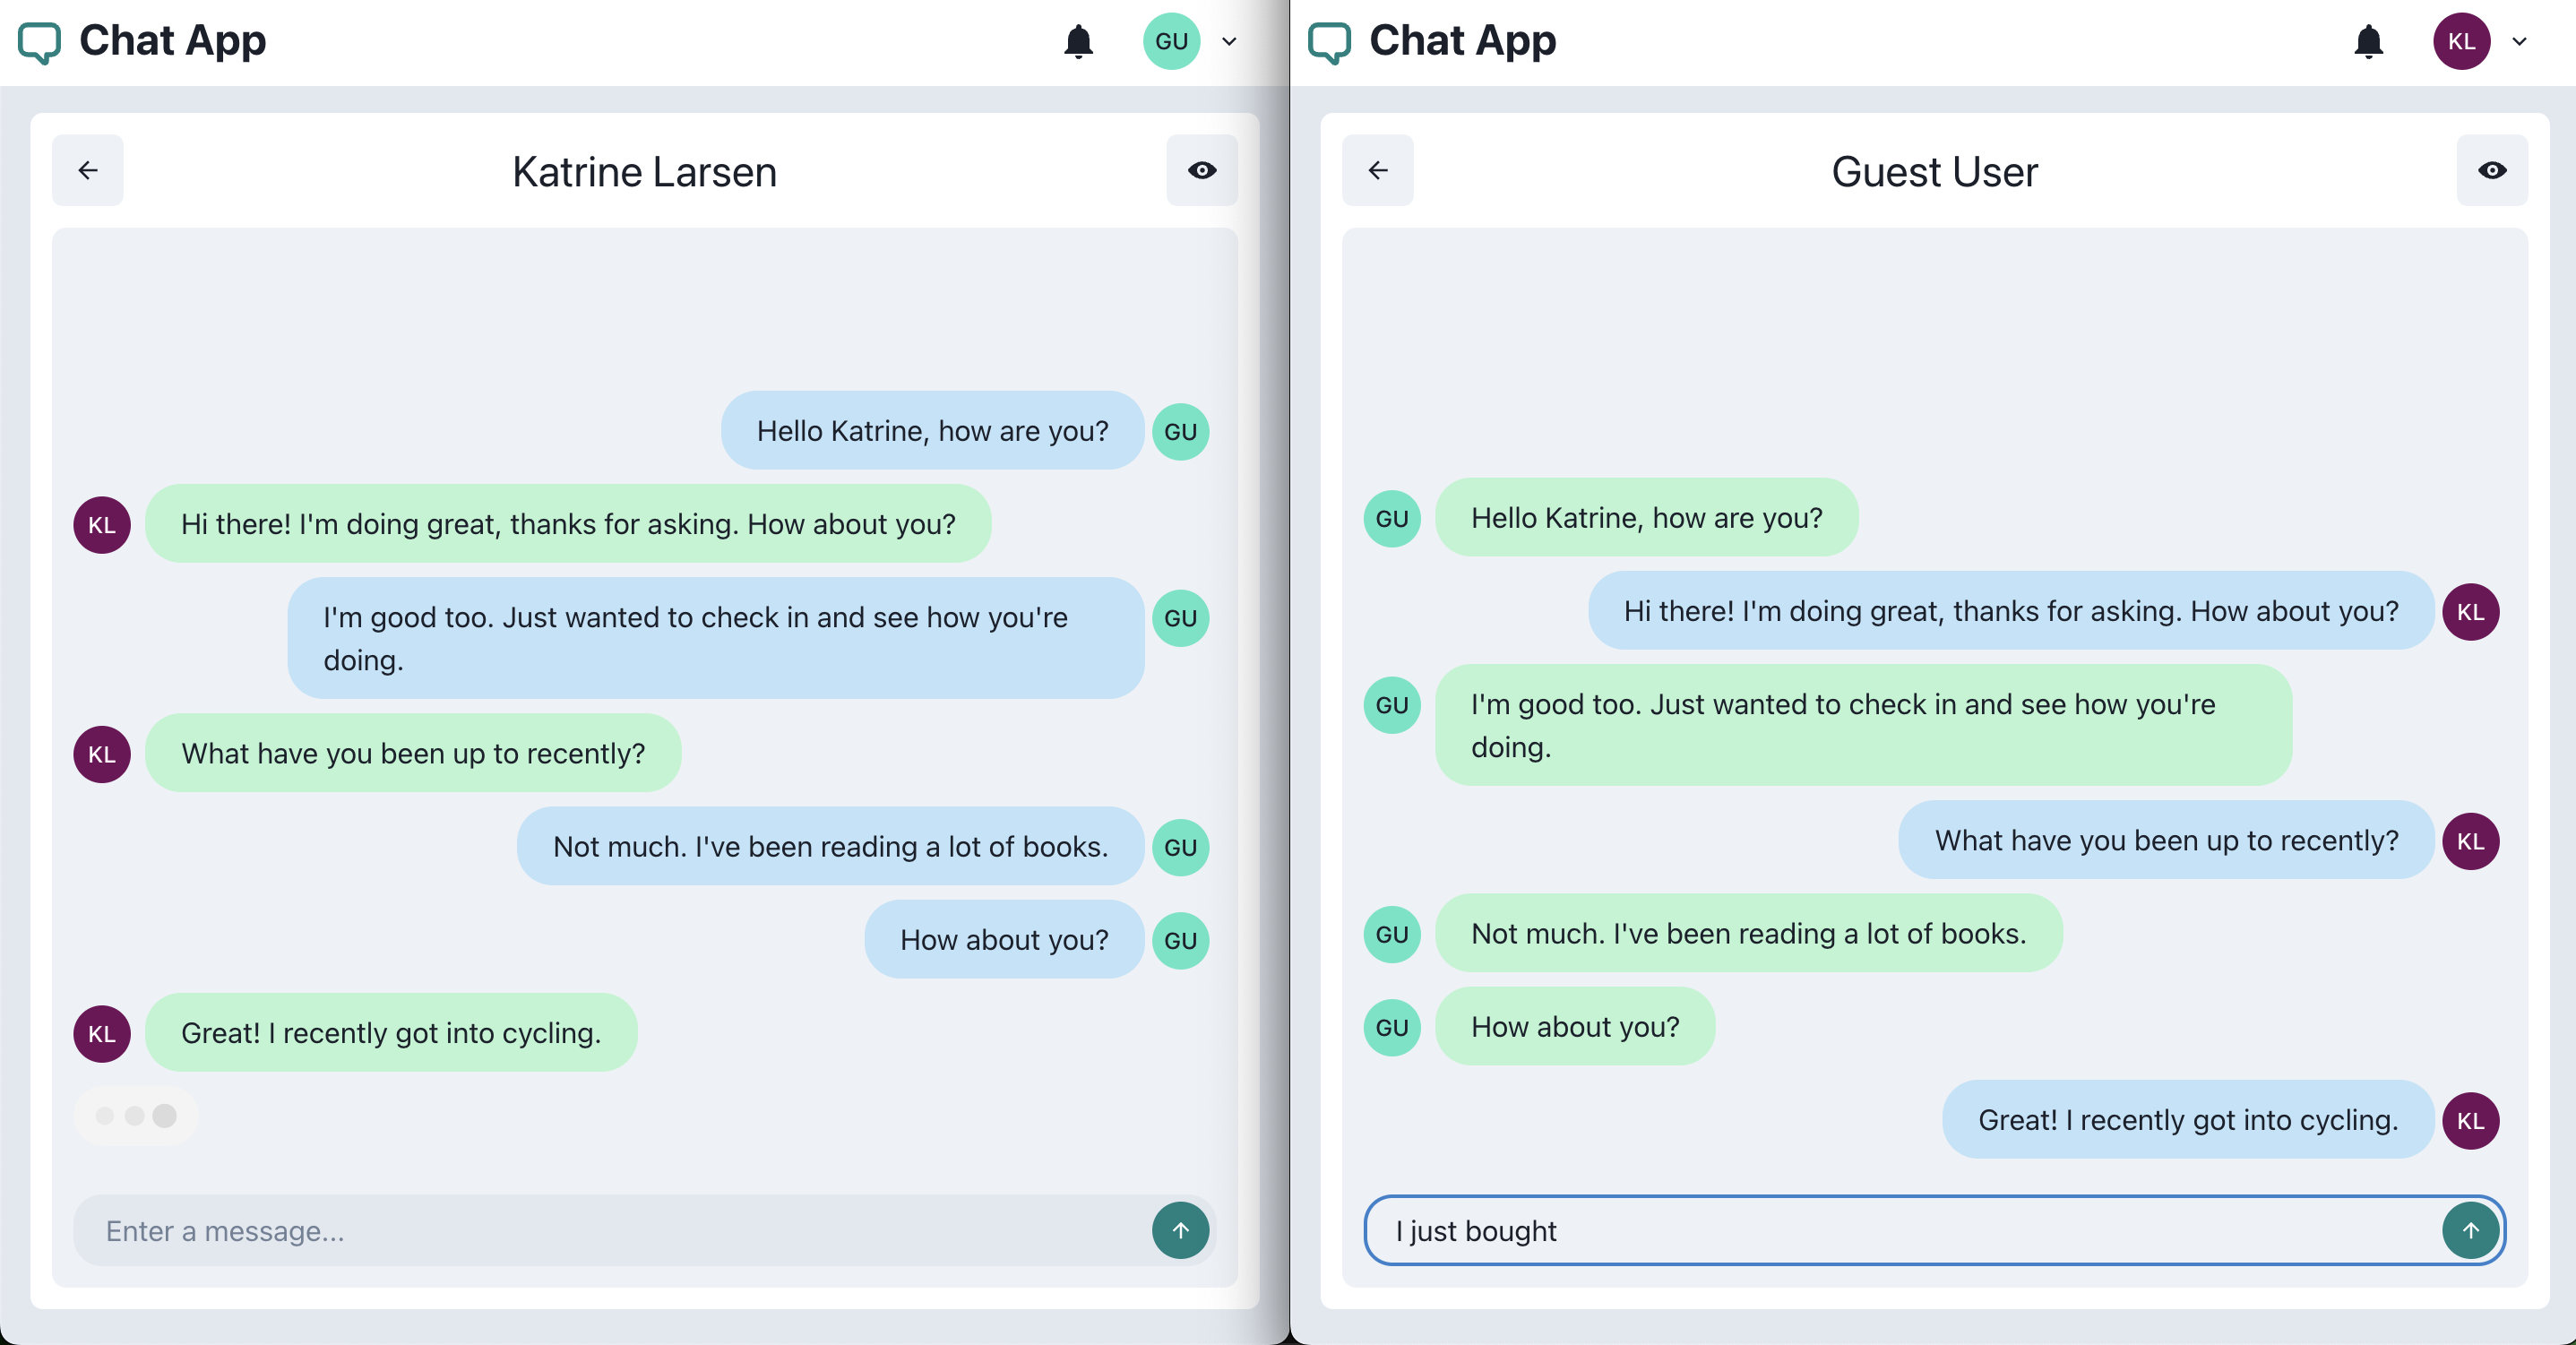 Chat App
GU
Katrine Larsen
Hello Katrine, how are you?
GU
KL
Hi there! I'm doing great, thanks for asking. How about you?
I'm good too. Just wanted to check in and see how you're
doing.
GU
KL
What have you been up to recently?
Not much. I've been reading a lot of books.
GU
How about you?
GU
KL
Great! I recently got into cycling.
Enter a message...
Chat App
KL
Guest User
GU
Hello Katrine, how are you?
Hi there! I'm doing great, thanks for asking. How about you?
KL
GU
I'm good too. Just wanted to check in and see how you're
doing.
What have you been up to recently?
KL
GU
Not much. I've been reading a lot of books.
GU
How about you?
Great! I recently got into cycling.
KL
I just bought